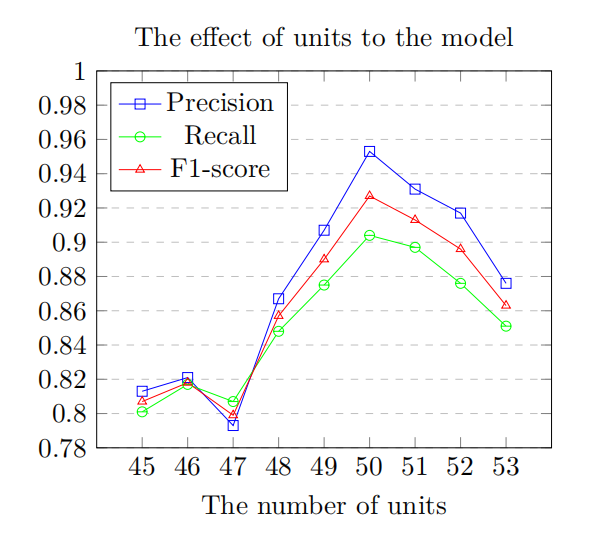 The effect of units to the model
1
0.98
0.96
0.94
0.92
0.9
0.88
0.86
0.84
0.82
0.8
0.78
Precision
Recall
F1-score
45 46 47 48 49 50 51 52 53
The number of units